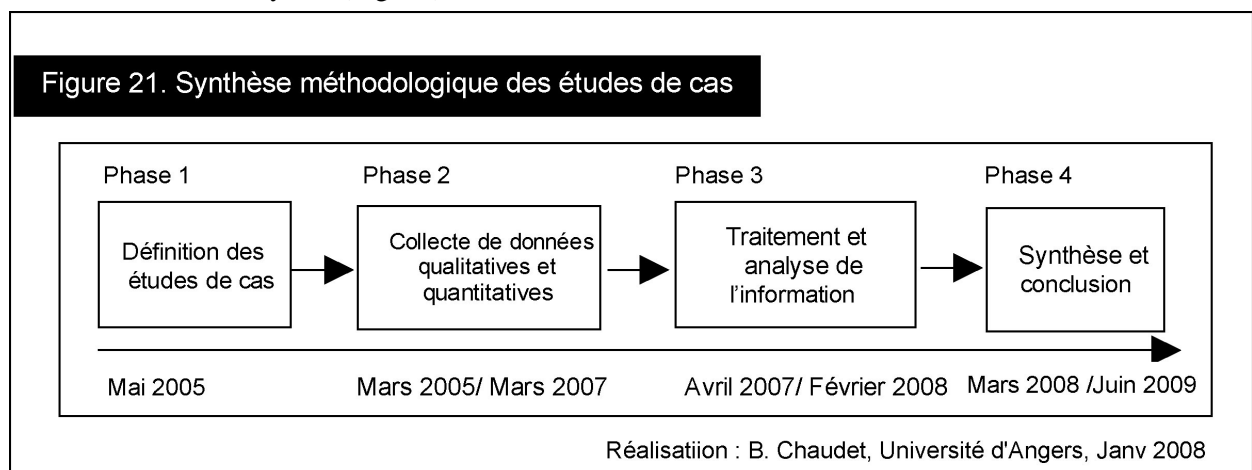 Figure 21. Synthèse méthodologique des études de cas
Phase 1
Phase 2
Phase 3
Phase 4
Définition des
études de cas
Collecte de données
qualitatives et
quantitatives
Traitement et
analyse de
l'information
Synthèse et
conclusion
Mai 2005
Mars 2005/ Mars 2007
Avril 2007/ Février 2008
Mars 2008 /Juin 2009
Réalisatiion : B. Chaudet, Université d'Angers, Janv 2008